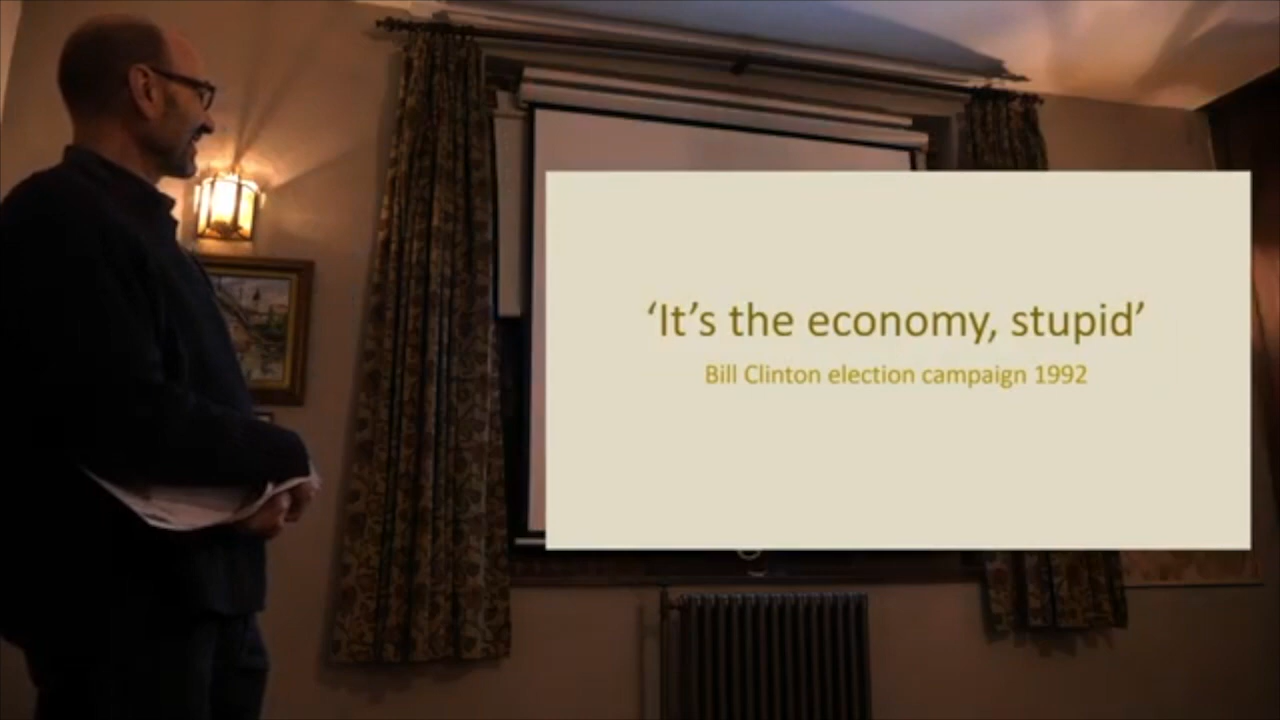 ‘It’s the economy, stupid’
Bill Clinton election campaign 1992